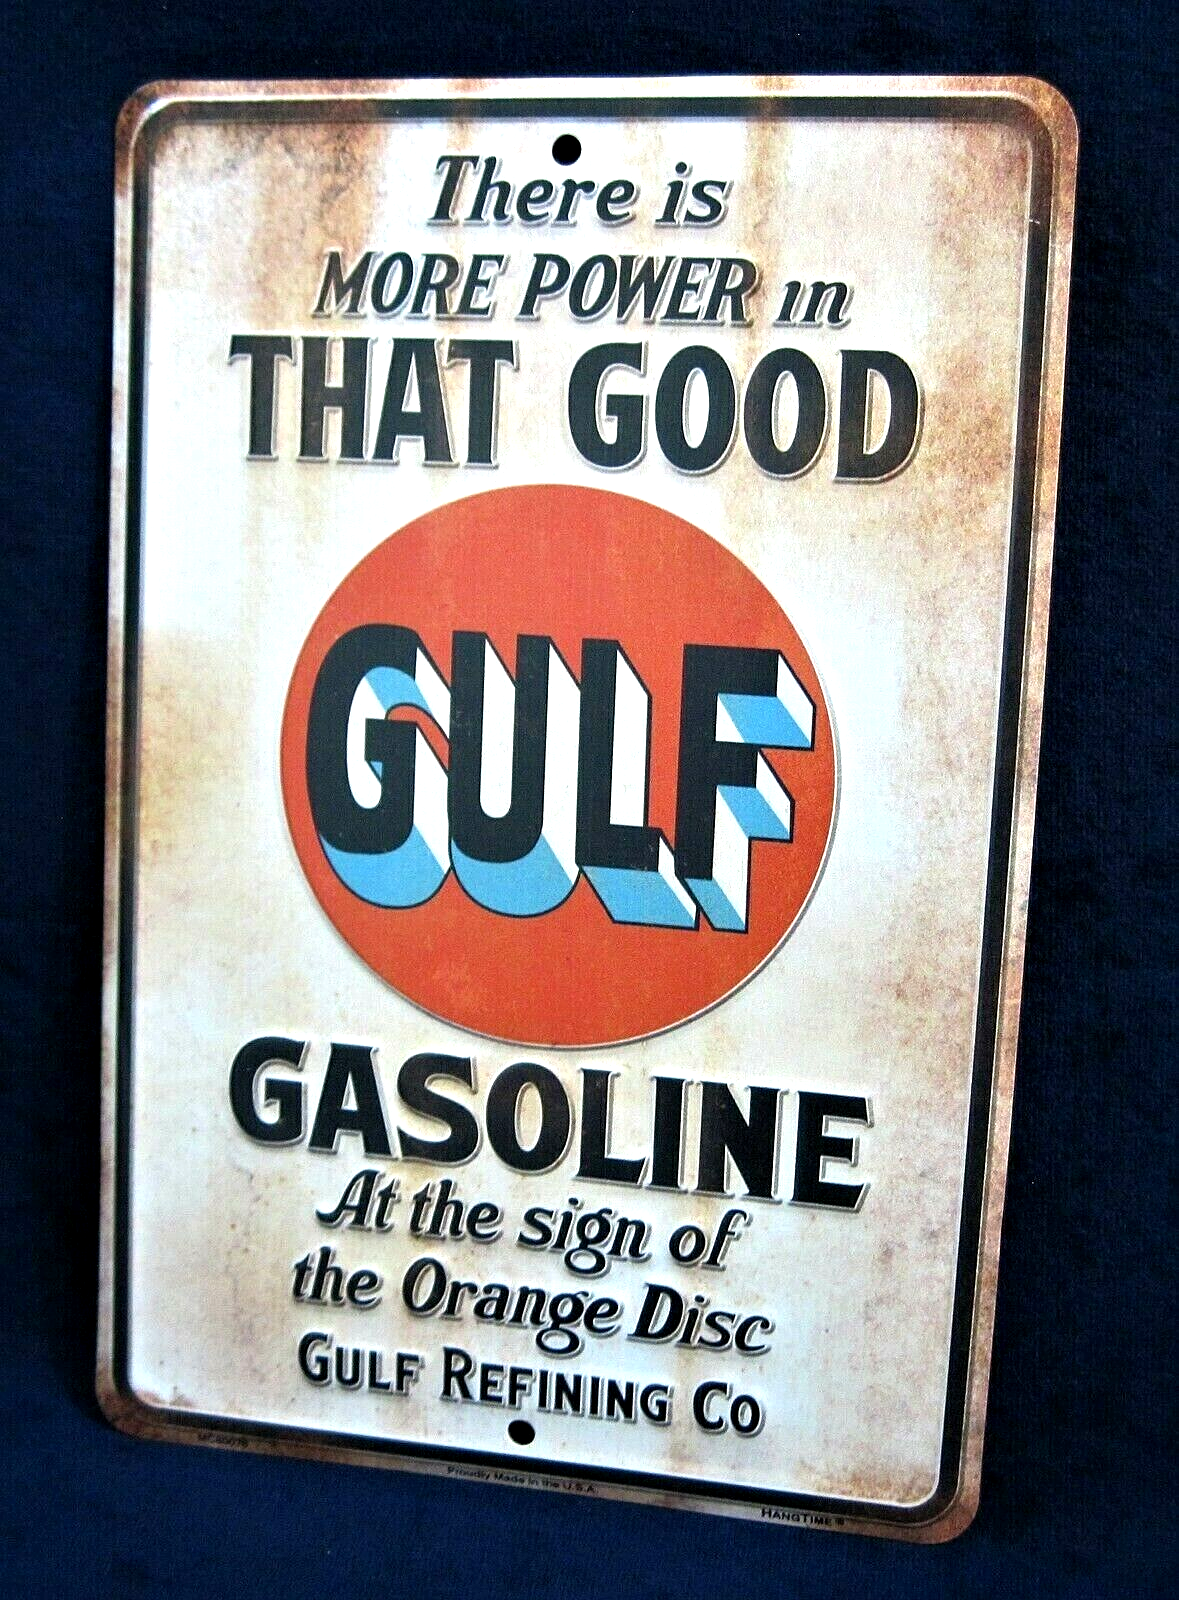 There is
MORE POWER in
THAT GOOD
GULF
GASOLINE
At the sign of
the Orange Disc
GULF REFINING CO
Proudly Made in the U.S.A.
HANGTIME®